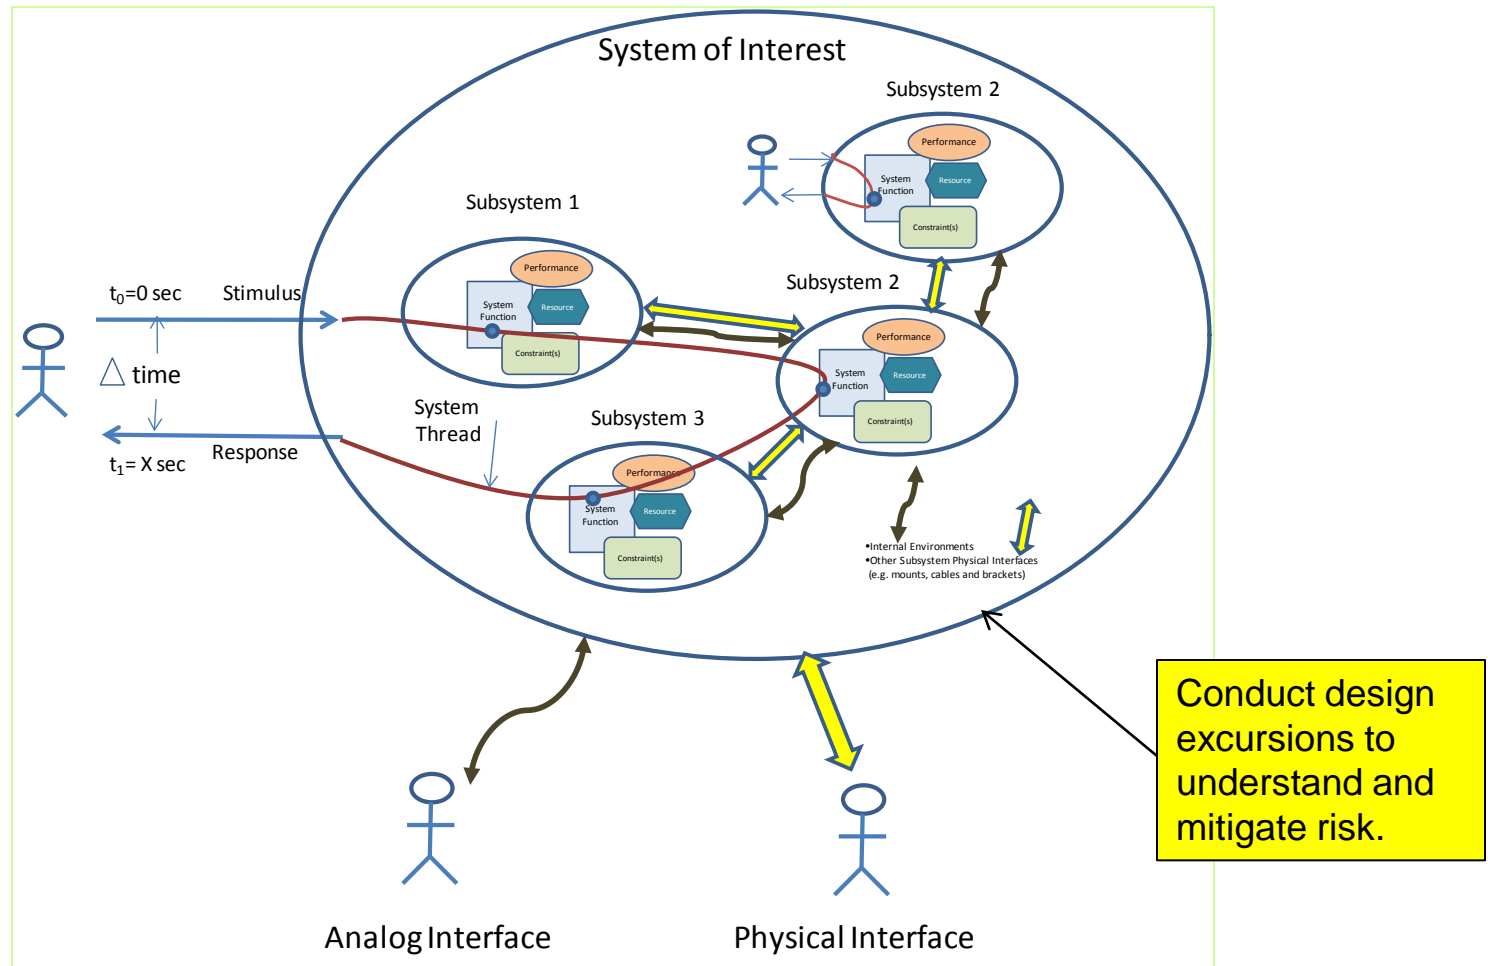 System of Interest
Subsystem 2
Performance
System
Function
Resource
Constraint(s)
Subsystem 1
Performance
System
Function
Resource
Constraint(s)
Subsystem 2
Performance
System
Function
Resource
Constraint(s)
t₀=0 sec
Stimulus
△ time
Response
t₁= X sec
System
Thread
Subsystem 3
Performance
System
Function
Resource
Constraint(s)
•Internal Environments
•Other Subsystem Physical Interfaces
(e.g. mounts, cables and brackets)
Conduct design
excursions to
understand and
mitigate risk.
Analog Interface
Physical Interface